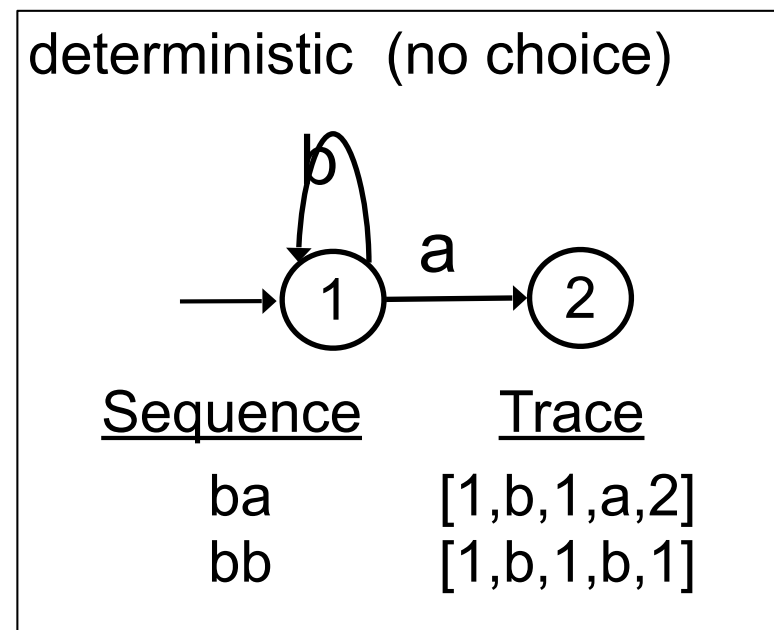 deterministic (no choice)
b
a
1
2
Sequence Trace
ba [1,b,1,a,2]
bb [1,b,1,b,1]